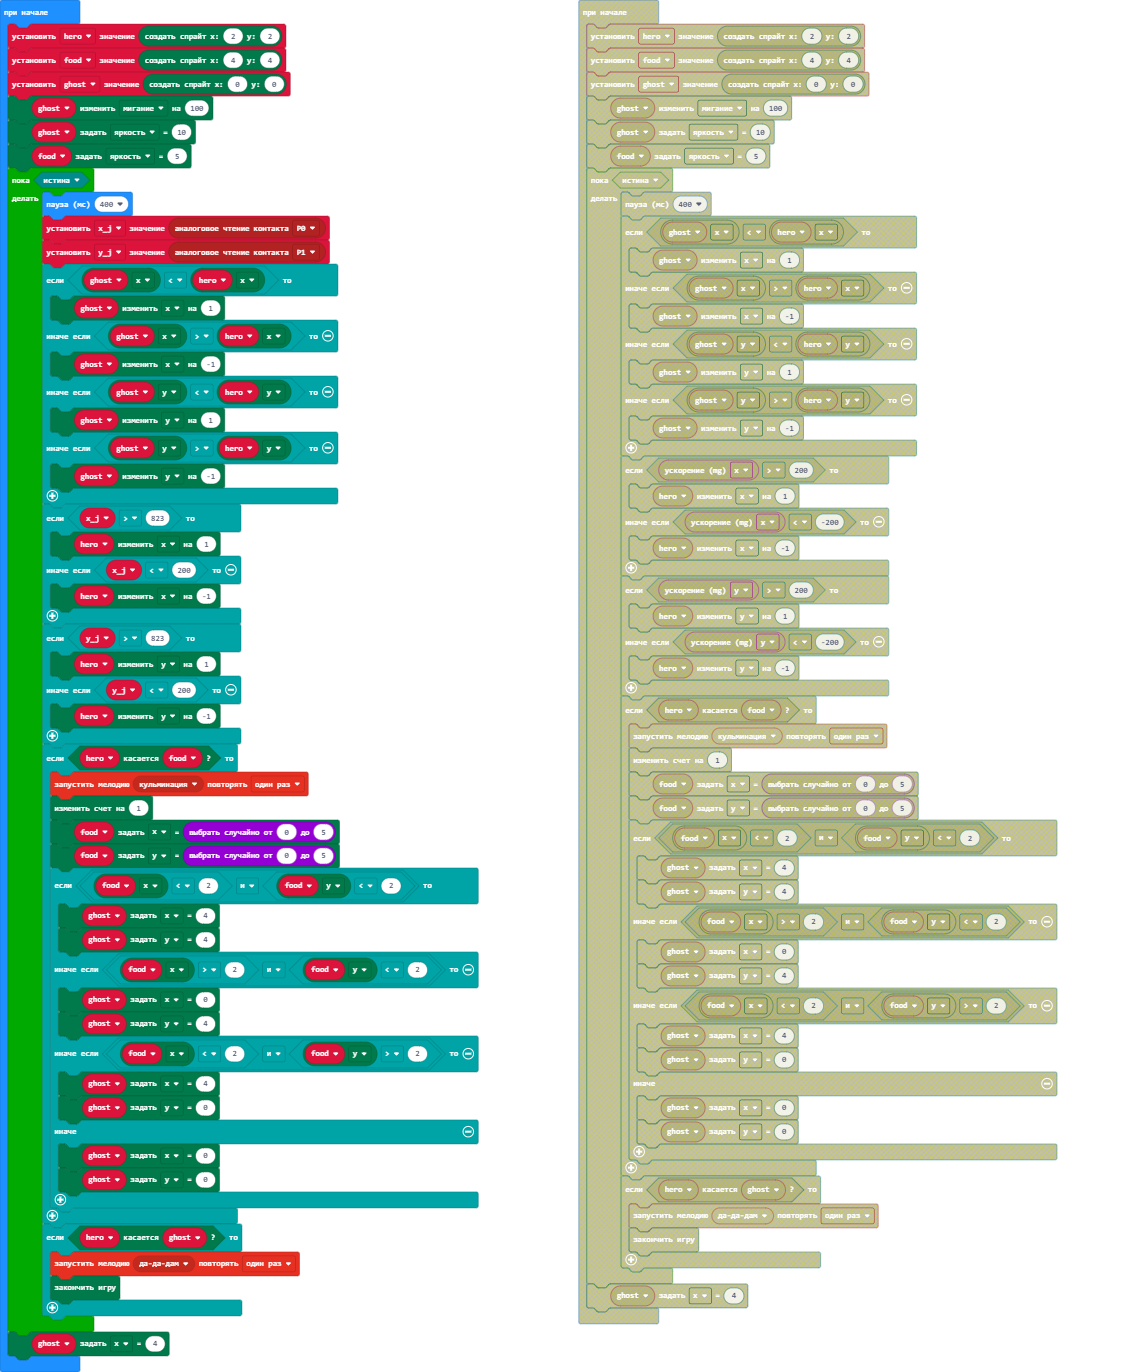 при начале
установить hero значение создать спрайт x: 2 y: 2
установить food значение создать спрайт x: 4 y: 4
установить ghost значение создать спрайт x: 0 y: 0
ghost изменить мигание на 100
ghost задать яркость = 10
food задать яркость = 5
пока истина
делать
пауза (мс) 400
установить x_j значение аналоговое чтение контакта P0
установить y_j значение аналоговое чтение контакта P1
если ghost x < hero x то
ghost изменить x на 1
иначе если ghost x > hero x то
ghost изменить x на -1
иначе если ghost y < hero y то
ghost изменить y на 1
иначе если ghost y > hero y то
ghost изменить y на -1
если x_j > 823 то
hero изменить x на 1
иначе если x_j < 200 то
hero изменить x на -1
если y_j > 823 то
hero изменить y на 1
иначе если y_j < 200 то
hero изменить y на -1
если hero касается food ? то
запустить мелодию кульминация повторять один раз
изменить счет на 1
food задать x = выбрать случайно от 0 до 5
food задать y = выбрать случайно от 0 до 5
если food x < 2 и food y < 2 то
ghost задать x = 4
ghost задать y = 4
иначе если food x > 2 и food y < 2 то
ghost задать x = 0
ghost задать y = 4
иначе если food x < 2 и food y > 2 то
ghost задать x = 4
ghost задать y = 0
иначе
ghost задать x = 0
ghost задать y = 0
если hero касается ghost ? то
запустить мелодию да-да-дам повторять один раз
закончить игру
ghost задать x = 4
при начале
установить hero значение создать спрайт x: 2 y: 2
установить food значение создать спрайт x: 4 y: 4
установить ghost значение создать спрайт x: 0 y: 0
ghost изменить мигание на 100
ghost задать яркость = 10
food задать яркость = 5
пока истина
делать
пауза (мс) 400
если ghost x < hero x то
ghost изменить x на 1
иначе если ghost x > hero x то
ghost изменить x на -1
иначе если ghost y < hero y то
ghost изменить y на 1
иначе если ghost y > hero y то
ghost изменить y на -1
если ускорение (mg) x > 200 то
hero изменить x на 1
иначе если ускорение (mg) x < -200 то
hero изменить x на -1
если ускорение (mg) y > 200 то
hero изменить y на 1
иначе если ускорение (mg) y < -200 то
hero изменить y на -1
если hero касается food ? то
запустить мелодию кульминация повторять один раз
изменить счет на 1
food задать x = выбрать случайно от 0 до 5
food задать y = выбрать случайно от 0 до 5
если food x < 2 и food y < 2 то
ghost задать x = 4
ghost задать y = 4
иначе если food x > 2 и food y < 2 то
ghost задать x = 0
ghost задать y = 4
иначе если food x < 2 и food y > 2 то
ghost задать x = 4
ghost задать y = 0
иначе
ghost задать x = 0
ghost задать y = 0
если hero касается ghost ? то
запустить мелодию да-да-дам повторять один раз
закончить игру
ghost задать x = 4